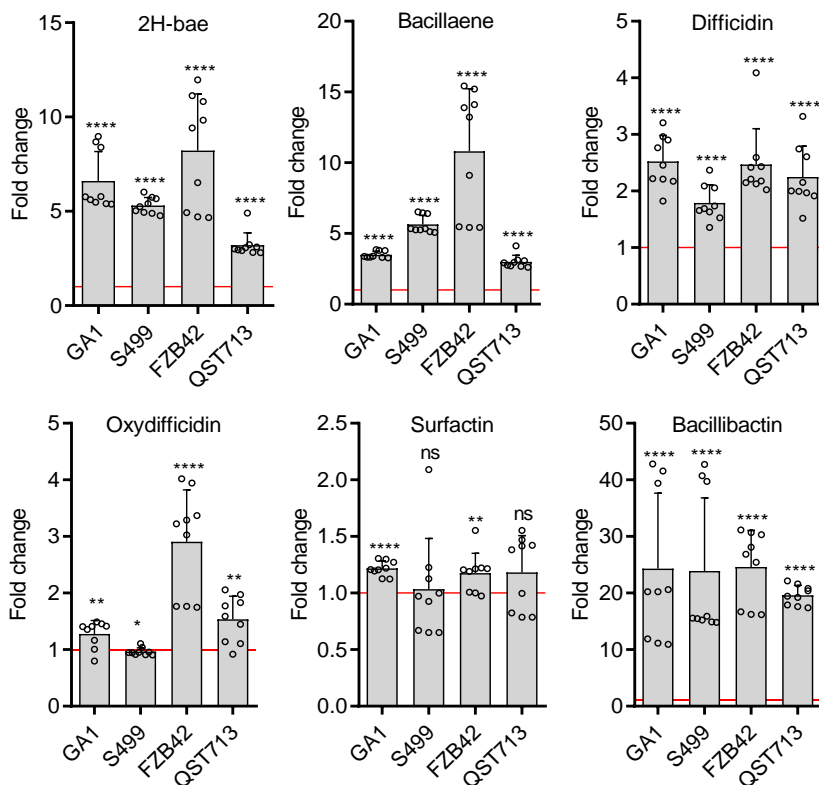 2H-bae
Fold change
15
10
5
0
****
****
****
****
GA1
S499
FZB42
QST713
Bacillaene
Fold change
20
15
10
5
0
****
****
****
****
GA1
S499
FZB42
QST713
Difficidin
Fold change
5
4
3
2
1
0
****
****
****
****
GA1
S499
FZB42
QST713
Oxydifficidin
Fold change
5
4
3
2
1
0
**
*
****
**
GA1
S499
FZB42
QST713
Surfactin
Fold change
2.5
2.0
1.5
1.0
0.5
0.0
****
ns
**
ns
GA1
S499
FZB42
QST713
Bacillibactin
Fold change
50
40
30
20
10
0
****
****
****
****
GA1
S499
FZB42
QST713